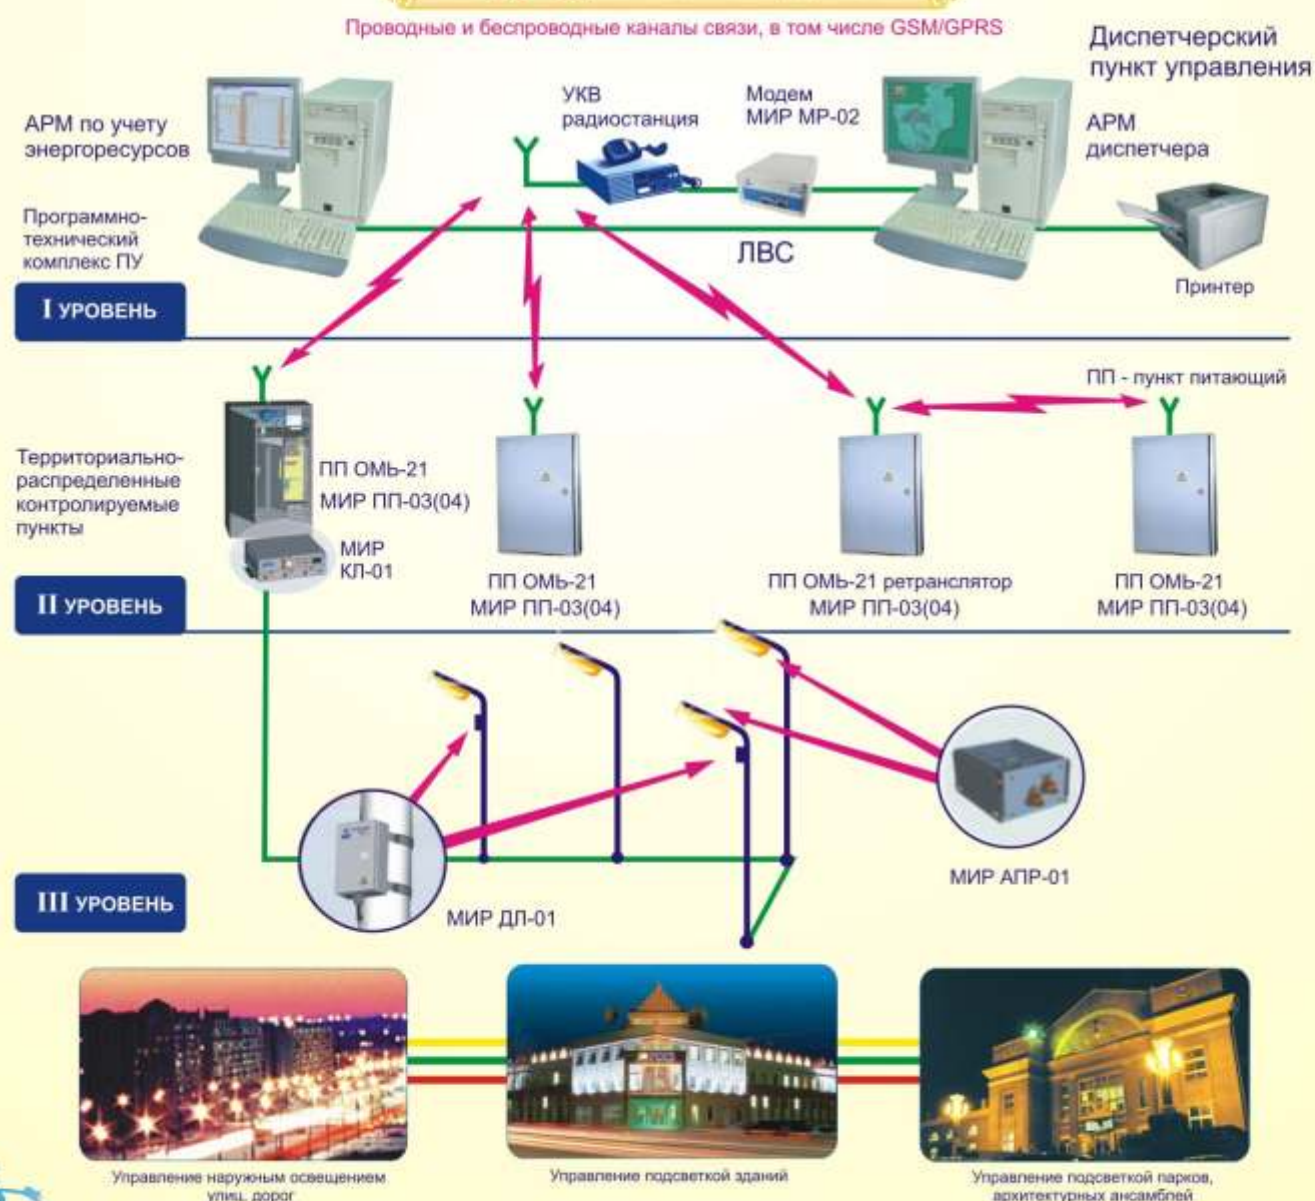 Проводные и беспроводные каналы связи, в том числе GSM/GPRS
Диспетчерский
пункт управления
АРМ по учету
энергоресурсов
УКВ
радиостанция
Модем
МИР МР-02
АРМ
диспетчера
Программно-
технический
комплекс ПУ
ЛВС
Принтер
I УРОВЕНЬ
ПП - пункт питающий
Территориально-
распределенные
контролируемые
пункты
ПП ОМЬ-21
МИР ПП-03(04)
МИР
КЛ-01
ПП ОМЬ-21
МИР ПП-03(04)
ПП ОМЬ-21 ретранслятор
МИР ПП-03(04)
ПП ОМЬ-21
МИР ПП-03(04)
II УРОВЕНЬ
МИР АПР-01
МИР ДЛ-01
III УРОВЕНЬ
Управление наружным освещением
улиц, дорог
Управление подсветкой зданий
Управление подсветкой парков,
архитектурных ансамблей